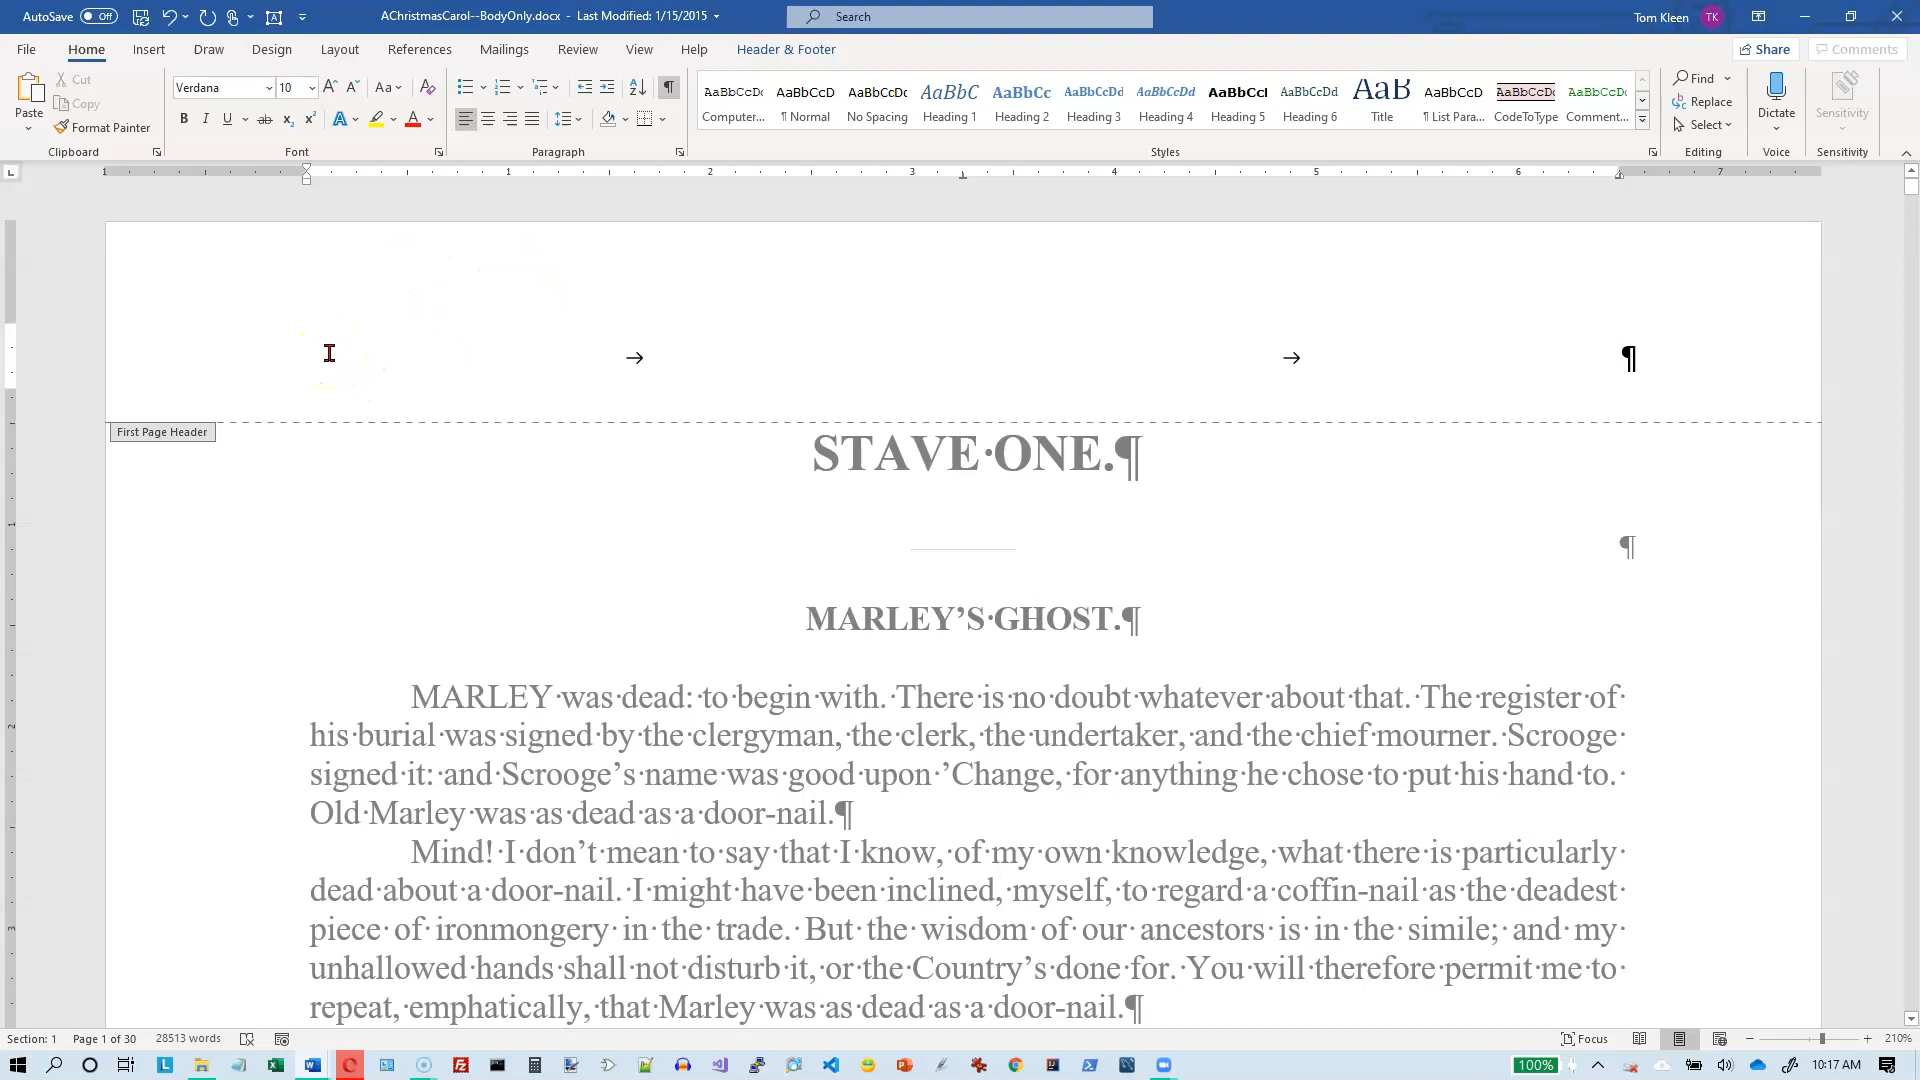 AutoSave Off AChristmasCarol--BodyOnly.docx - Last Modified: 1/15/2015 Search Tom Kleen TK
File Home Insert Draw Design Layout References Mailings Review View Help Header & Footer Share Comments
Paste Cut Copy Format Painter
Clipboard
Verdana 10
Font
Paragraph
AaBbCcDc AaBbCcD AaBbCcDc AaBbC AaBbCc AaBbCcDd AaBbCcDd AaBbCcI AaBbCcDd AaB AaBbCcD AaBbCcDc AaBbCcDc
Computer... ¶ Normal No Spacing Heading 1 Heading 2 Heading 3 Heading 4 Heading 5 Heading 6 Title ¶ List Para... CodeToType Comment...
Styles
Find
Replace
Select
Editing
Dictate
Voice
Sensitivity
Sensitivity
1 1 2 3 4 5 6 7
→ → ¶
First Page Header
STAVE·ONE.¶
¶
MARLEY’S·GHOST.¶
MARLEY·was·dead:·to·begin·with.·There·is·no·doubt·whatever·about·that.·The·register·of·
his·burial·was·signed·by·the·clergyman,·the·clerk,·the·undertaker,·and·the·chief·mourner.·Scrooge·
signed·it:·and·Scrooge’s·name·was·good·upon·’Change,·for·anything·he·chose·to·put·his·hand·to.·
Old·Marley·was·as·dead·as·a·door-nail.¶
Mind!·I·don’t·mean·to·say·that·I·know,·of·my·own·knowledge,·what·there·is·particularly·
dead·about·a·door-nail.·I·might·have·been·inclined,·myself,·to·regard·a·coffin-nail·as·the·deadest·
piece·of·ironmongery·in·the·trade.·But·the·wisdom·of·our·ancestors·is·in·the·simile;·and·my·
unhallowed·hands·shall·not·disturb·it,·or·the·Country’s·done·for.·You·will·therefore·permit·me·to·
repeat,·emphatically,·that·Marley·was·as·dead·as·a·door-nail.¶
1
2
3
Section: 1 Page 1 of 30 28513 words Focus 210%
100% 10:17 AM